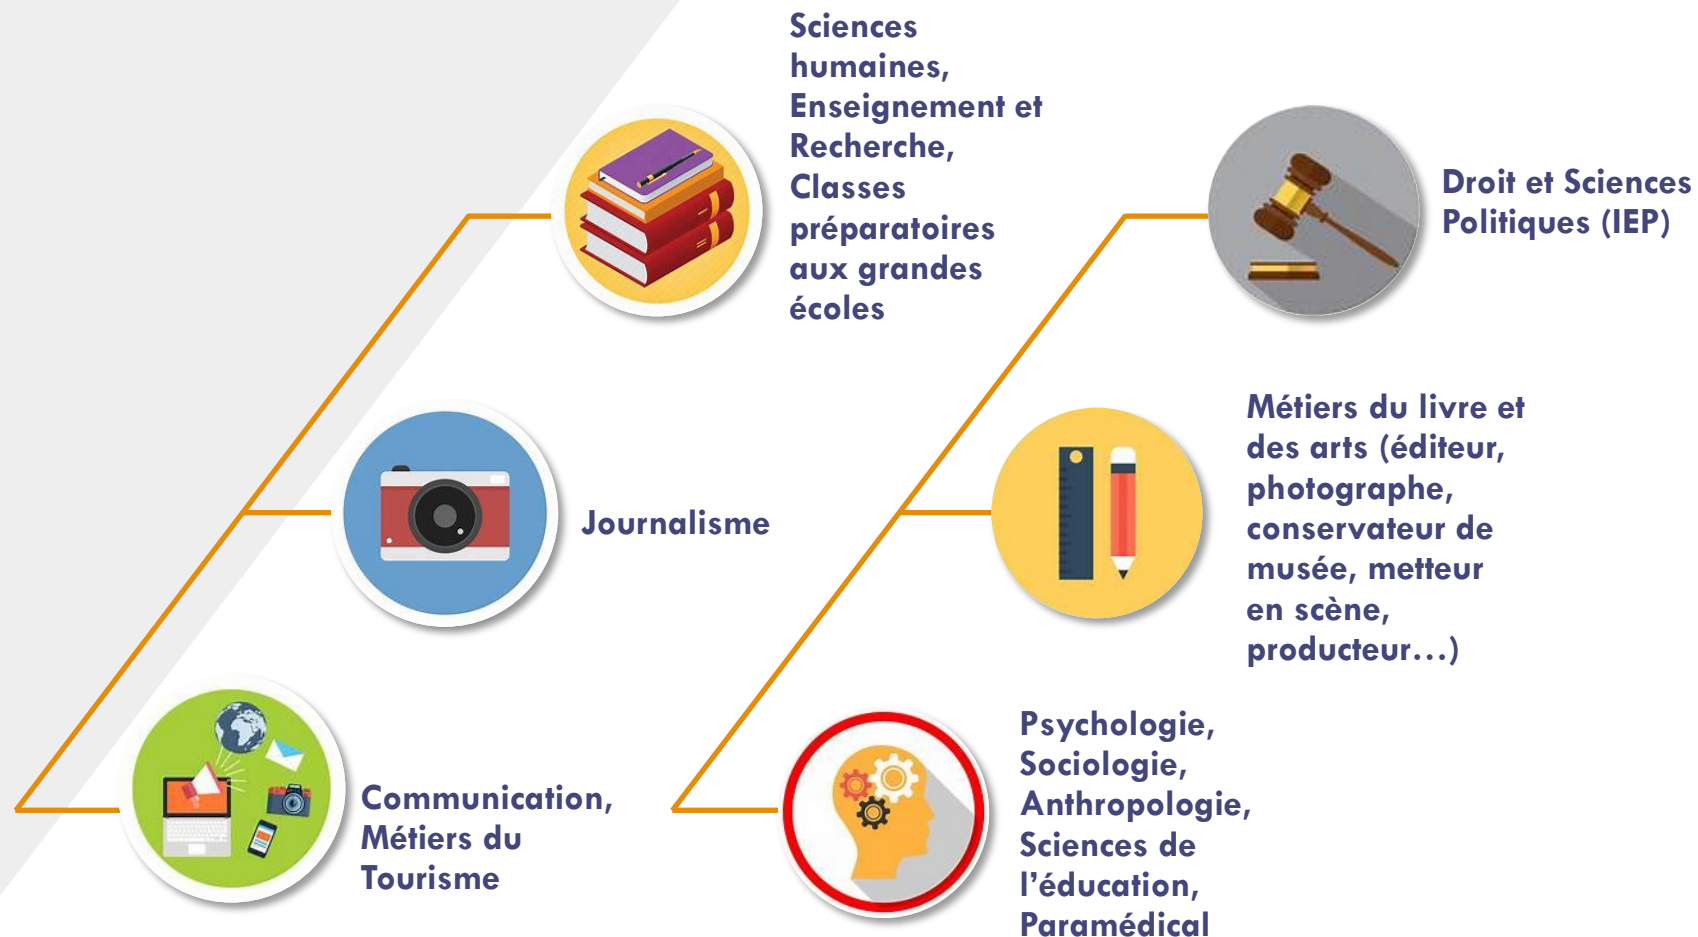 Sciences
humaines,
Enseignement et
Recherche,
Classes
préparatoires
aux grandes
écoles
Droit et Sciences
Politiques (IEP)
Journalisme
Métiers du livre et
des arts (éditeur,
photographe,
conservateur de
musée, metteur
en scène,
producteur…)
Communication,
Métiers du
Tourisme
Psychologie,
Sociologie,
Anthropologie,
Sciences de
l’éducation,
Paramédical